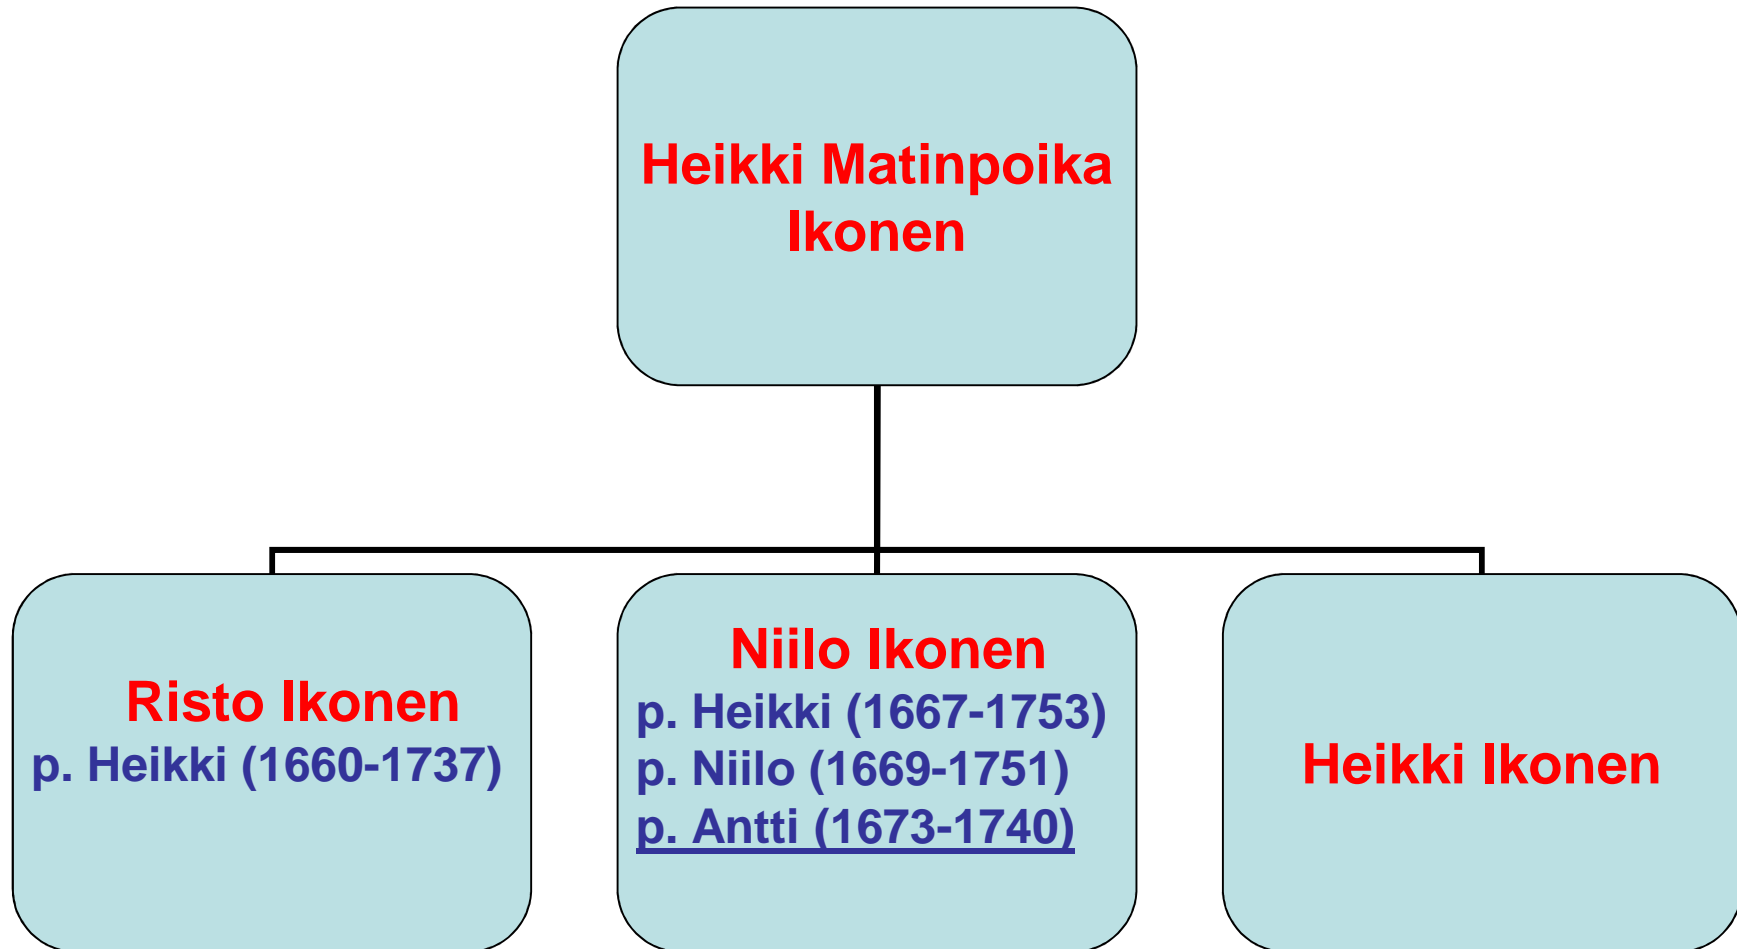 Heikki Matinpoika
Ikonen
Risto Ikonen
p. Heikki (1660-1737)
Niilo Ikonen
p. Heikki (1667-1753)
p. Niilo (1669-1751)
p. Antti (1673-1740)
Heikki Ikonen